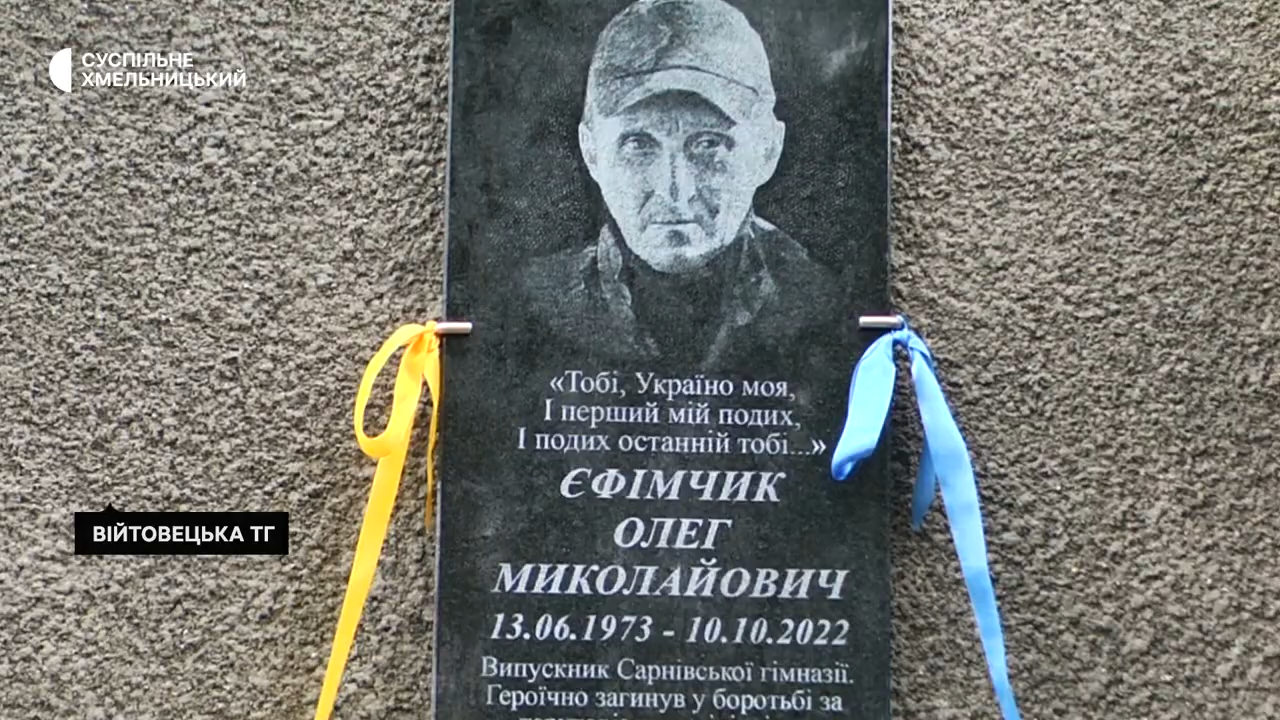 СУСПІЛЬНЕ
ХМЕЛЬНИЦЬКИЙ
«Тобі, Україно моя,
І перший мій подих,
І подих останній тобі...»
ЄФІМЧИК
ОЛЕГ
МИКОЛАЙОВИЧ
13.06.1973 - 10.10.2022
Випускник Сарнівської гімназії.
Героїчно загинув у боротьбі за
ВІЙТОВЕЦЬКА ТГ